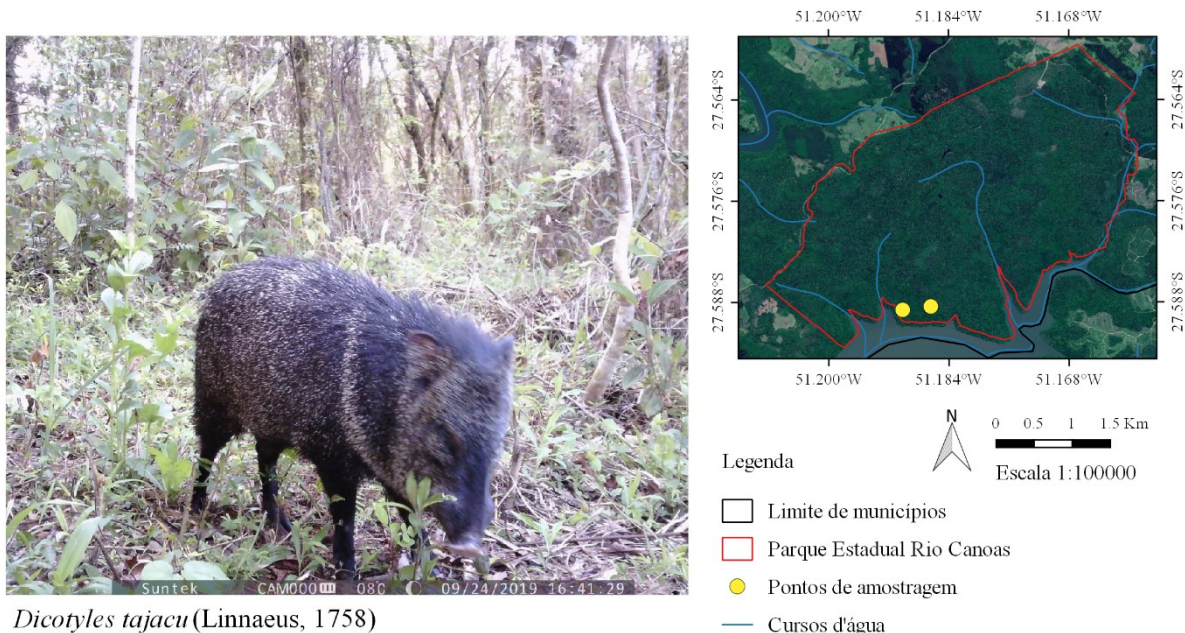 Suntek CAM000 08C 09/24/2019 16:41:29
Dicotyles tajacu (Linnaeus, 1758)
51.200°W 51.184°W 51.168°W
27.564°S 27.564°S
27.576°S 27.576°S
27.588°S 27.588°S
51.200°W 51.184°W 51.168°W
N
0 0.5 1 1.5 Km
Escala 1:100000
Legenda
Limite de municípios
Parque Estadual Rio Canoas
Pontos de amostragem
Cursos d'água